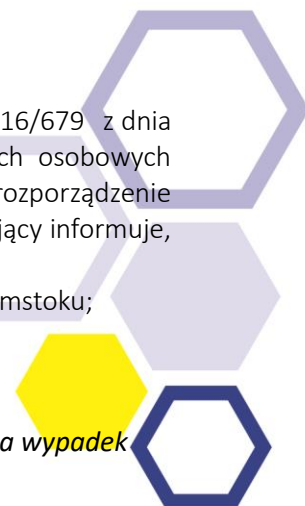 16/679 z dnia
ch osobowych
rozporządzenie
jący informuje,
mstoku;
a wypadek